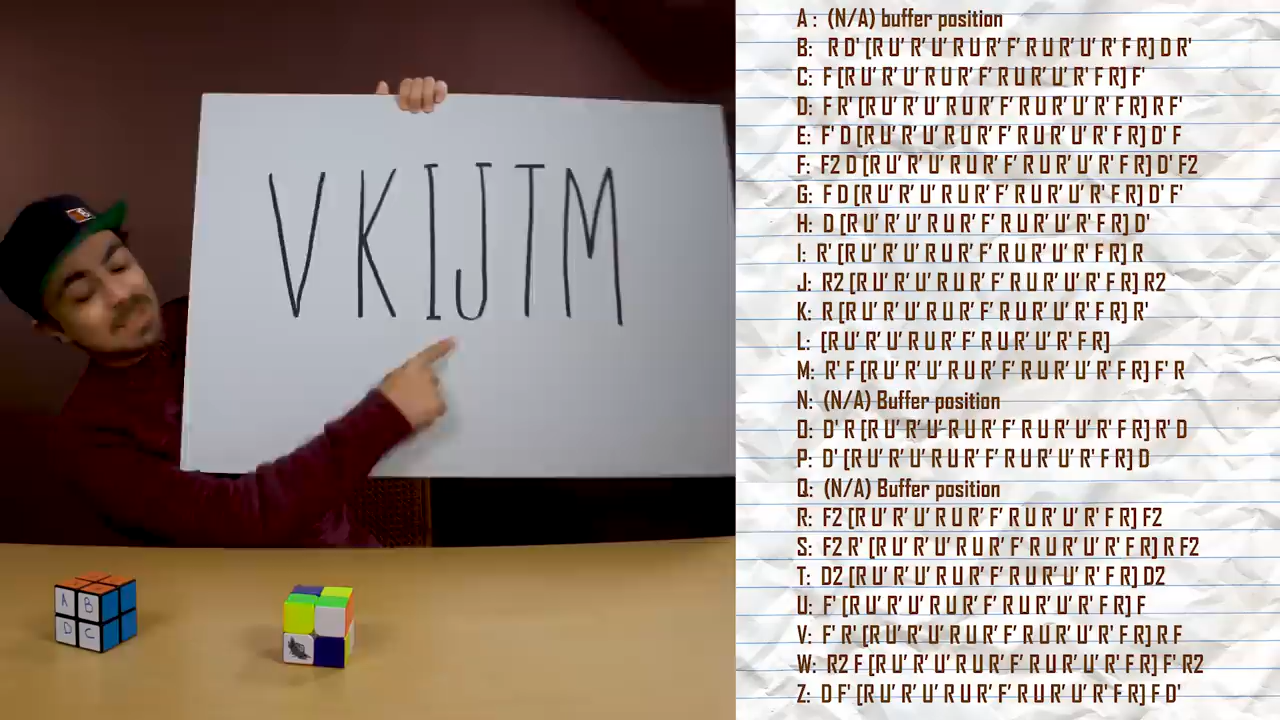 VKIJTM
A B
D C
A : (N/A) buffer position
B: R D' [R U' R' U' R U R' F' R U R' U' R' F R] D R'
C: F [R U' R' U' R U R' F' R U R' U' R' F R] F'
D: F R' [R U' R' U' R U R' F' R U R' U' R' F R] R F'
E: F' D [R U' R' U' R U R' F' R U R' U' R' F R] D' F
F: F2 D [R U' R' U' R U R' F' R U R' U' R' F R] D' F2
G: F D [R U' R' U' R U R' F' R U R' U' R' F R] D' F'
H: D [R U' R' U' R U R' F' R U R' U' R' F R] D'
I: R' [R U' R' U' R U R' F' R U R' U' R' F R] R
J: R2 [R U' R' U' R U R' F' R U R' U' R' F R] R2
K: R [R U' R' U' R U R' F' R U R' U' R' F R] R'
L: [R U' R' U' R U R' F' R U R' U' R' F R]
M: R' F [R U' R' U' R U R' F' R U R' U' R' F R] F' R
N: (N/A) Buffer position
O: D' R [R U' R' U' R U R' F' R U R' U' R' F R] R' D
P: D' [R U' R' U' R U R' F' R U R' U' R' F R] D
Q: (N/A) Buffer position
R: F2 [R U' R' U' R U R' F' R U R' U' R' F R] F2
S: F2 R' [R U' R' U' R U R' F' R U R' U' R' F R] R F2
T: D2 [R U' R' U' R U R' F' R U R' U' R' F R] D2
U: F' [R U' R' U' R U R' F' R U R' U' R' F R] F
V: F' R' [R U' R' U' R U R' F' R U R' U' R' F R] R F
W: R2 F [R U' R' U' R U R' F' R U R' U' R' F R] F' R2
Z: D F' [R U' R' U' R U R' F' R U R' U' R' F R] F D'